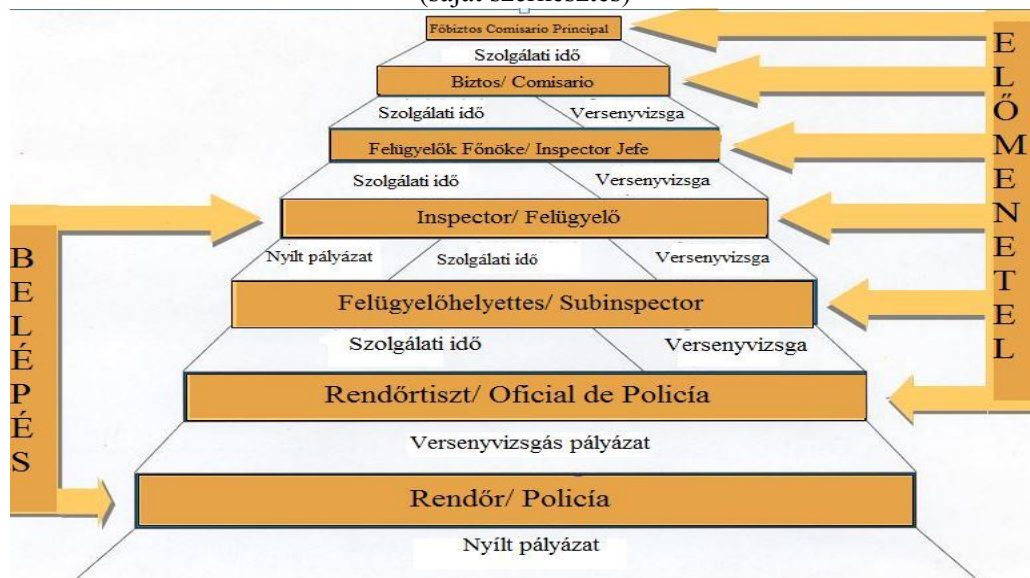 (saját szerkesztés)
Főbiztos Comisario Principal
Szolgálati idő
Biztos/ Comisario
Szolgálati idő Versenyvizsga
Felügyelők Főnöke/ Inspector Jefe
Szolgálati idő Versenyvizsga
Inspector/ Felügyelő
Nyílt pályázat Szolgálati idő Versenyvizsga
Felügyelőhelyettes/ Subinspector
Szolgálati idő Versenyvizsga
Rendőrtiszt/ Oficial de Policía
Versenyvizsgás pályázat
Rendőr/ Policía
Nyílt pályázat
BELÉPÉS
ELŐMENETEL